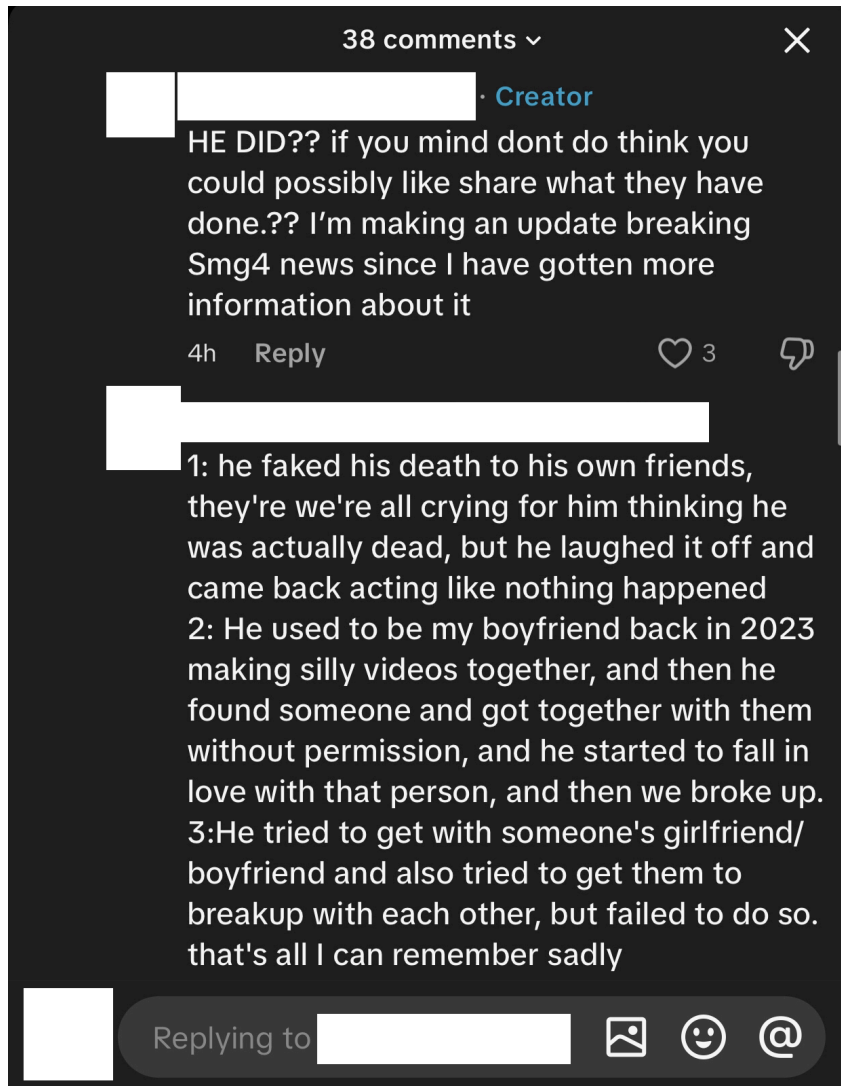 38 comments
· Creator
HE DID?? if you mind dont do think you
could possibly like share what they have
done.?? I’m making an update breaking
Smg4 news since I have gotten more
information about it
4h Reply 3
1: he faked his death to his own friends,
they're we're all crying for him thinking he
was actually dead, but he laughed it off and
came back acting like nothing happened
2: He used to be my boyfriend back in 2023
making silly videos together, and then he
found someone and got together with them
without permission, and he started to fall in
love with that person, and then we broke up.
3:He tried to get with someone's girlfriend/
boyfriend and also tried to get them to
breakup with each other, but failed to do so.
that's all I can remember sadly
Replying to @